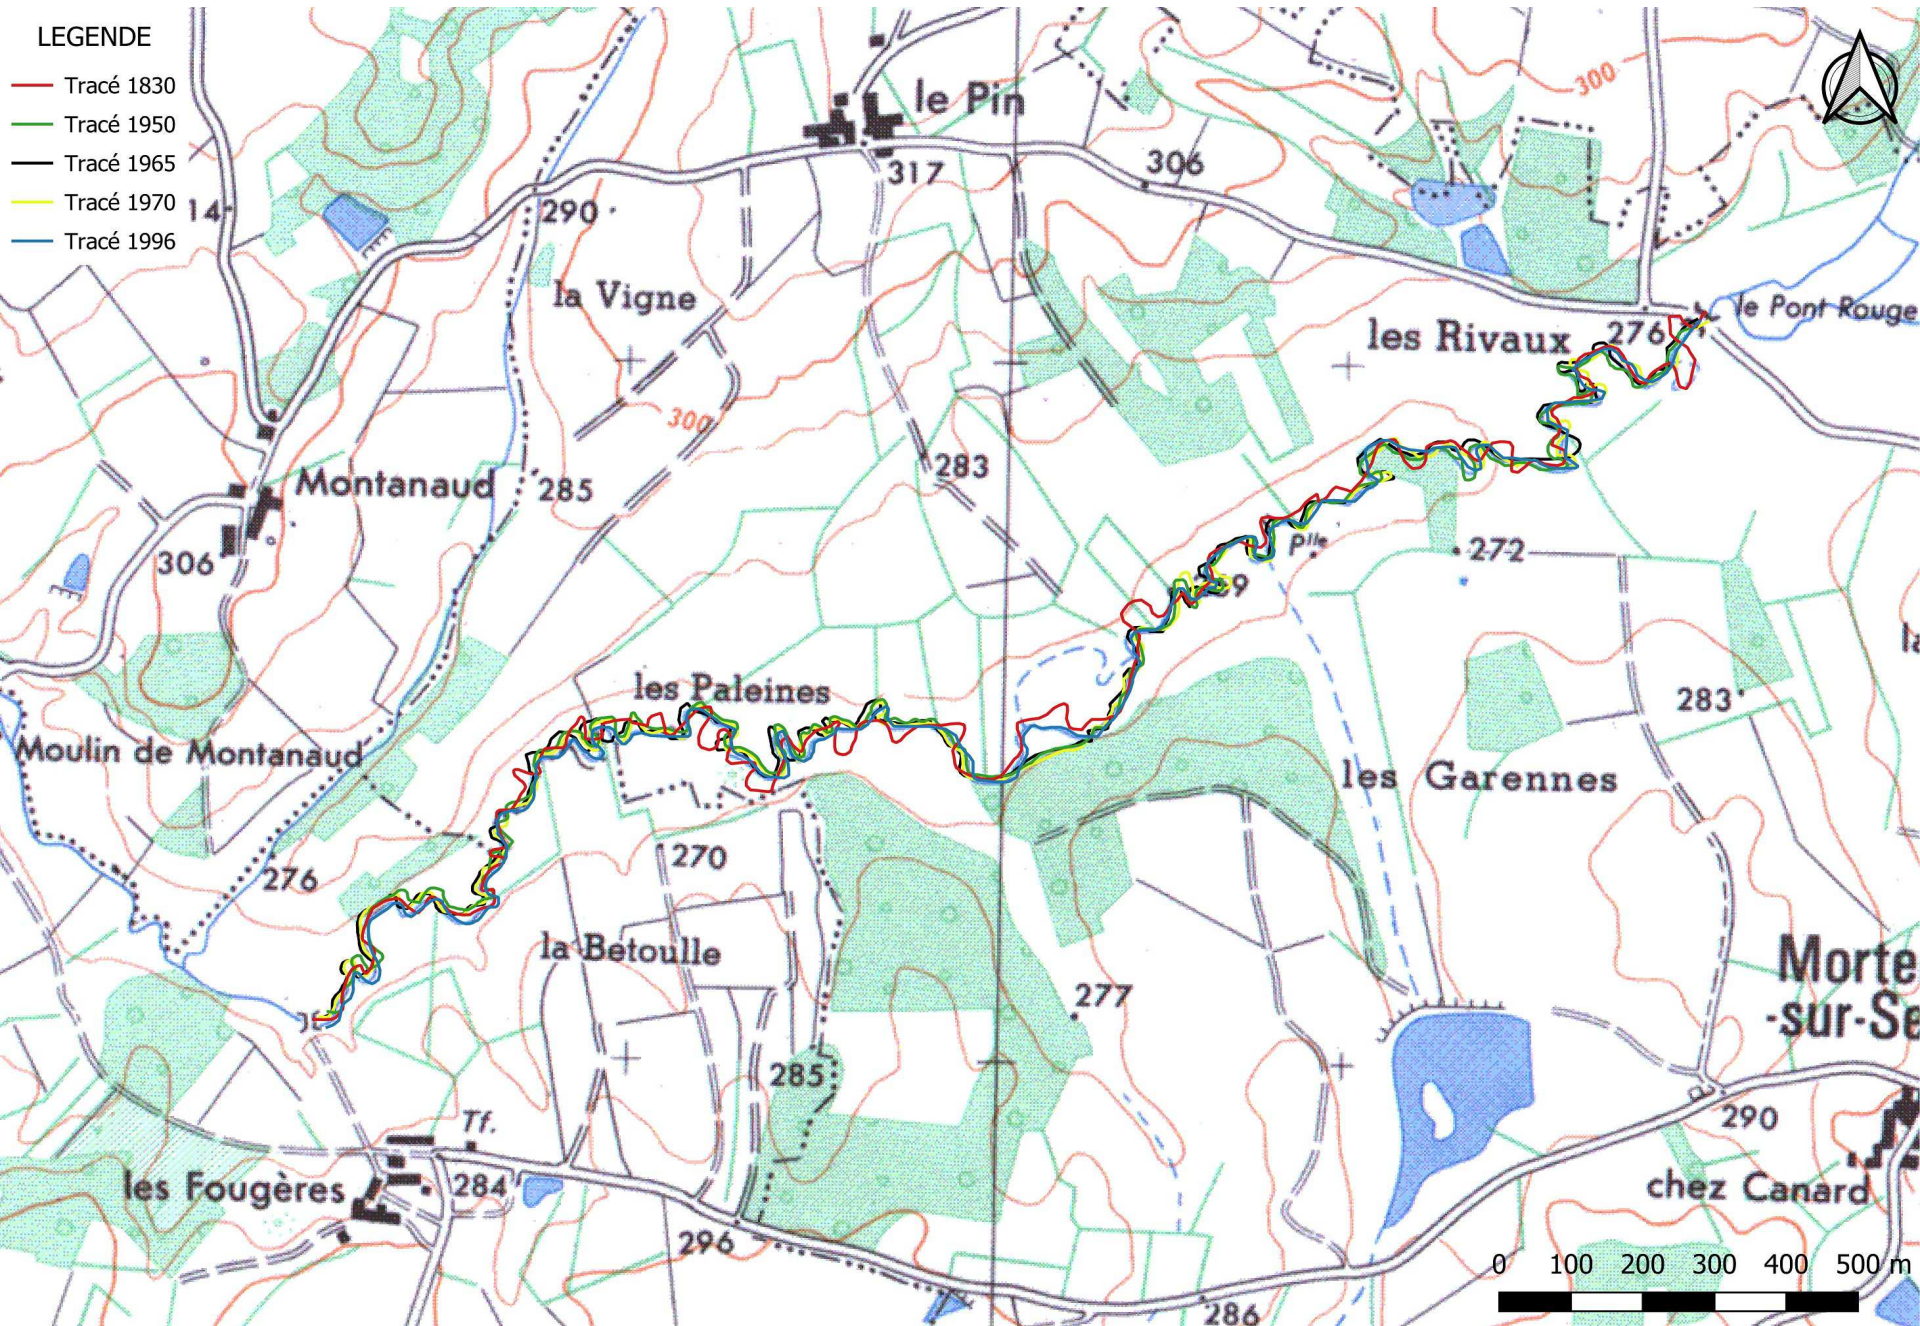 LEGENDE
Tracé 1830
Tracé 1950
Tracé 1965
Tracé 1970
Tracé 1996
le Pin
300
317
306
14
290
la Vigne
le Pont Rouge
276
les Rivaux
300
283
Montanaud
285
306
Plle
272
les Paleines
283
Moulin de Montanaud
les Garennes
270
276
la Betoulle
Morte
-sur-Se
277
285
Tf.
290
les Fougères
284
chez Canard
296
286
0 100 200 300 400 500 m